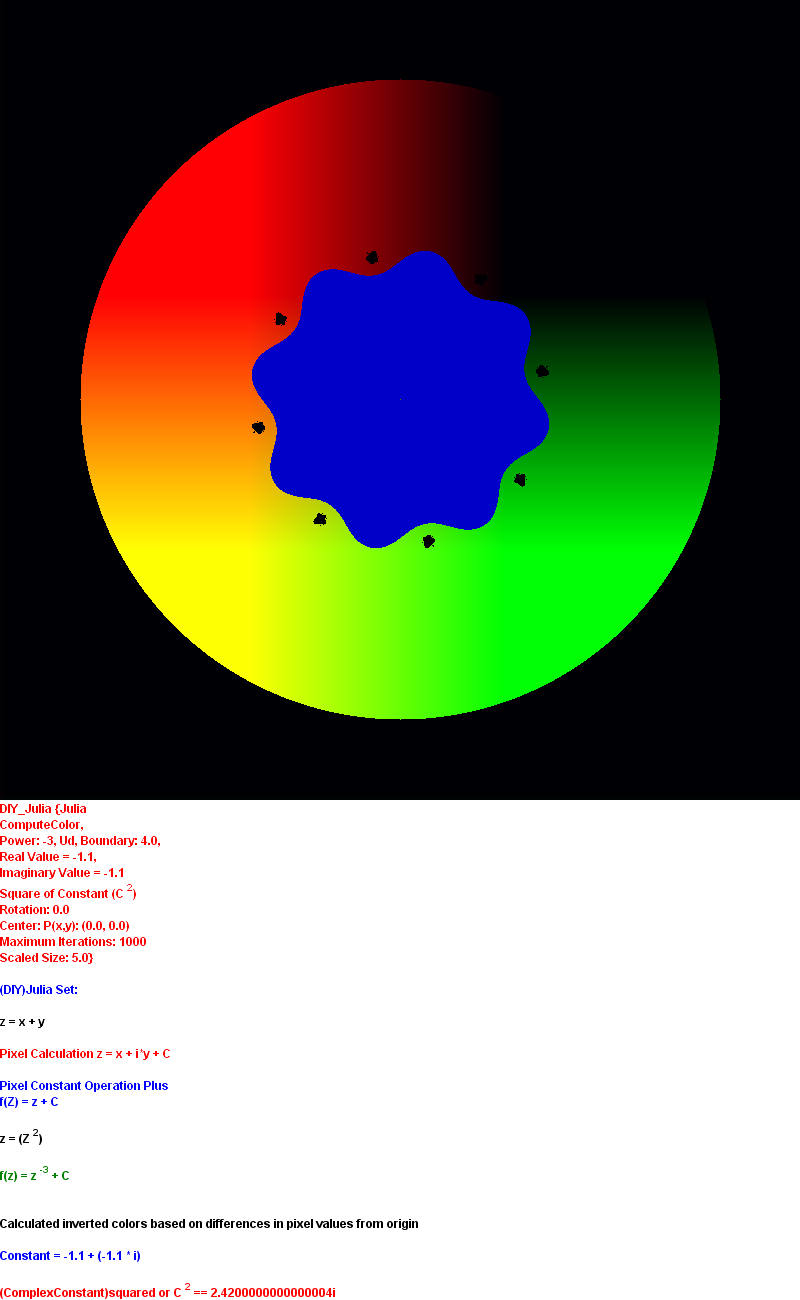 DIY_Julia {Julia
ComputeColor,
Power: -3, Ud, Boundary: 4.0,
Real Value = -1.1,
Imaginary Value = -1.1
Square of Constant (C 2)
Rotation: 0.0
Center: P(x,y): (0.0, 0.0)
Maximum Iterations: 1000
Scaled Size: 5.0}
(DIY)Julia Set:
z = x + y
Pixel Calculation z = x + i*y + C
Pixel Constant Operation Plus
f(Z) = z + C
z = (Z 2)
f(z) = z -3 + C
Calculated inverted colors based on differences in pixel values from origin
Constant = -1.1 + (-1.1 * i)
(ComplexConstant)squared or C 2 == 2.4200000000000004i